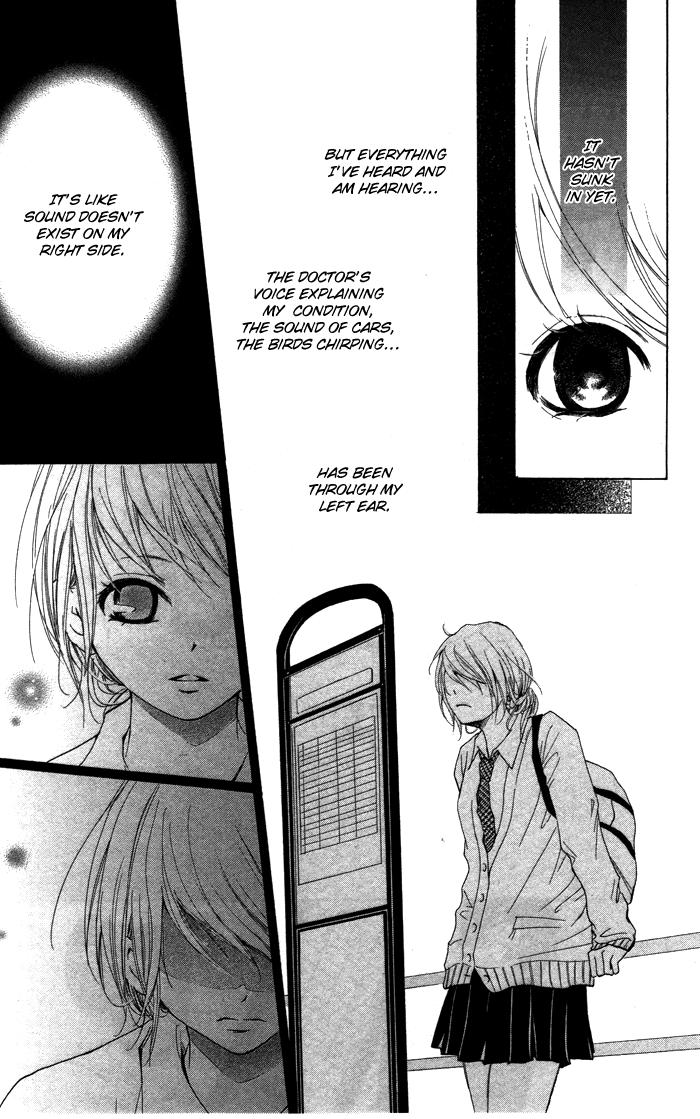 IT
HASN'T
SUNK
IN YET.
BUT EVERYTHING
I'VE HEARD AND
AM HEARING...
THE DOCTOR'S
VOICE EXPLAINING
MY CONDITION,
THE SOUND OF CARS,
THE BIRDS CHIRPING...
HAS BEEN
THROUGH MY
LEFT EAR.
IT'S LIKE
SOUND DOESN'T
EXIST ON MY
RIGHT SIDE.